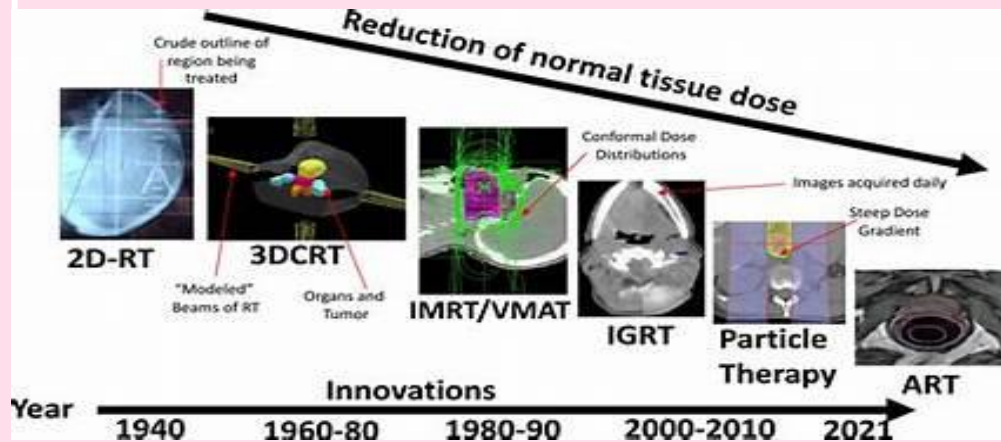 Reduction of normal tissue dose
Crude outline of
region being
treated
2D-RT
3DCRT
"Modeled"
Beams of RT
Organs and
Tumor
Conformal Dose
Distributions
IMRT/VMAT
Images acquired daily
IGRT
Steep Dose
Gradient
Particle
Therapy
ART
Innovations
Year
1940
1960-80
1980-90
2000-2010
2021